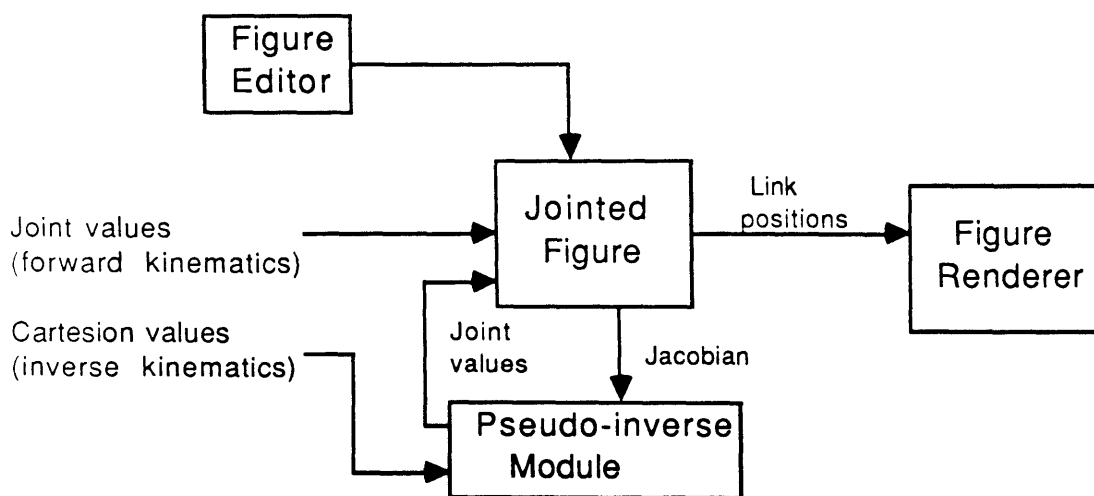 Figure
Editor
Jointed
Figure
Link
positions
Figure
Renderer
Joint values
(forward kinematics)
Cartesion values
(inverse kinematics)
Joint
values
Jacobian
Pseudo-inverse
Module